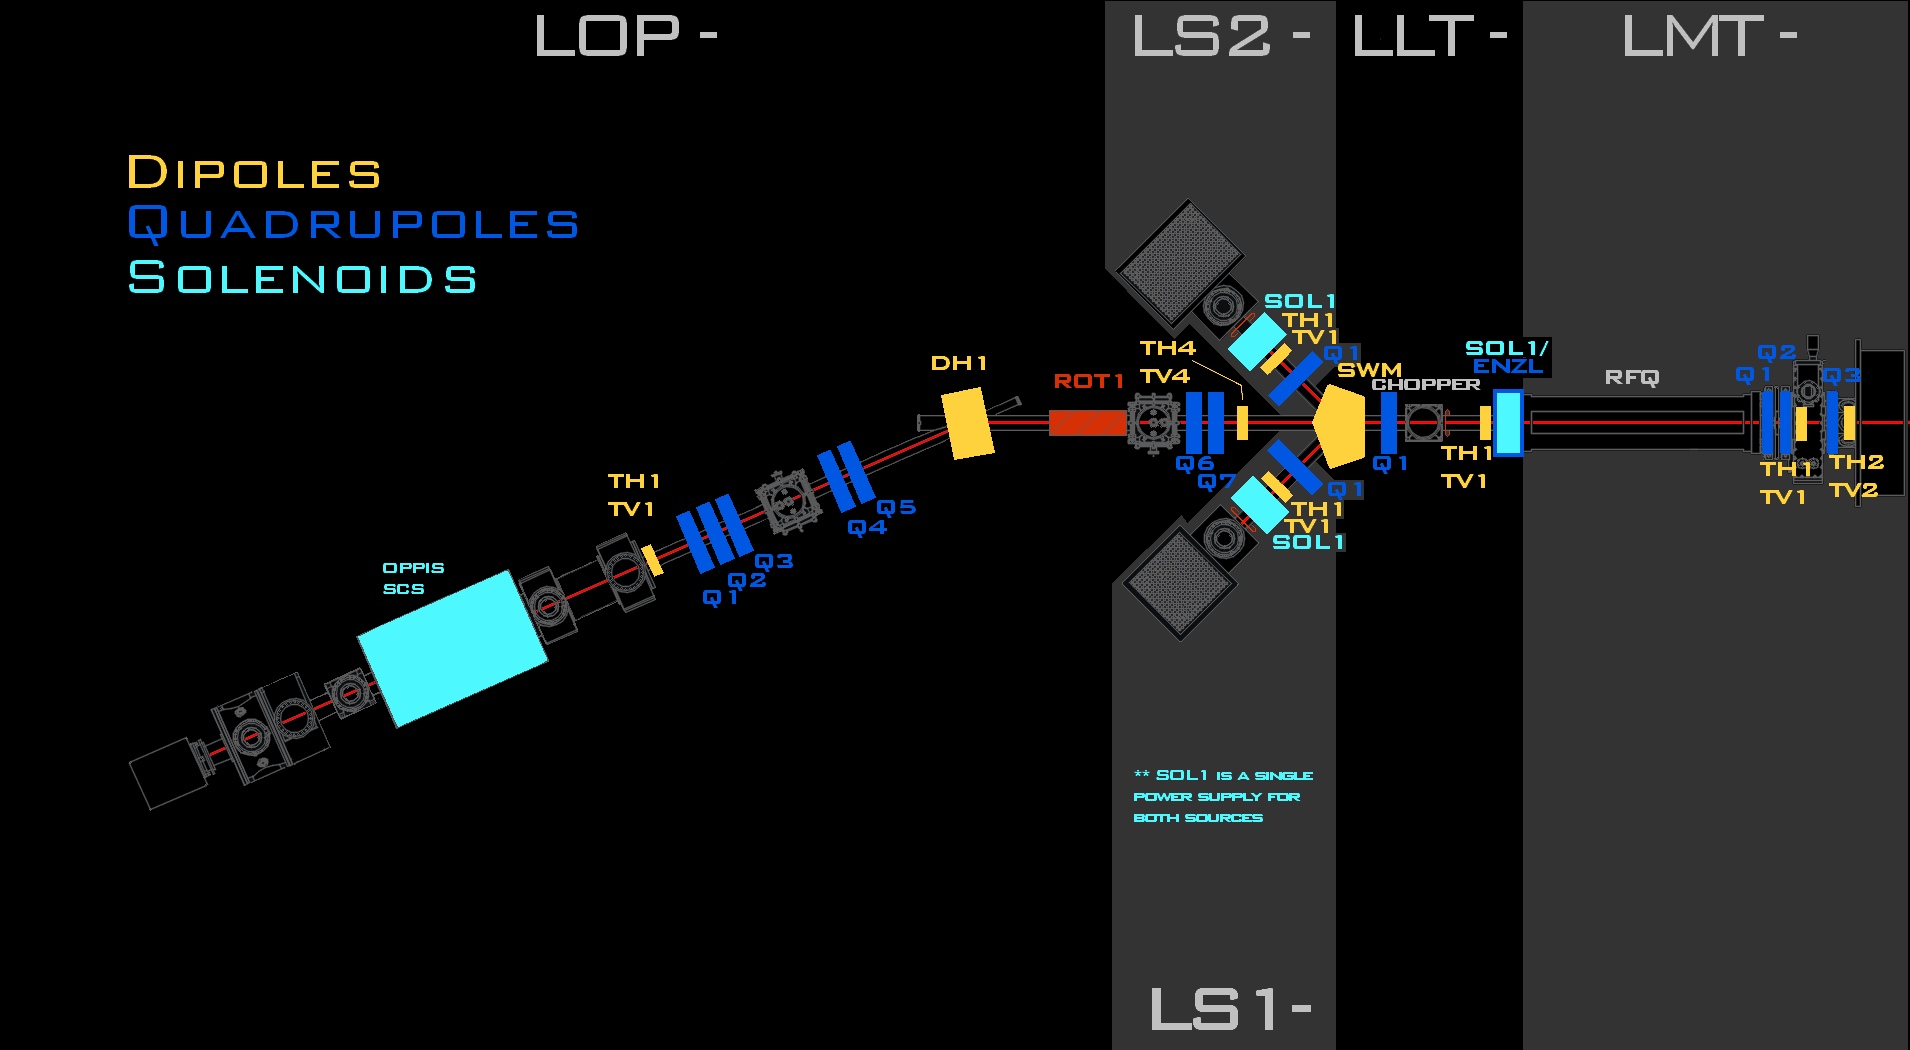 LOP -
LS2 -
LLT -
LMT -
DIPOLES
QUADRUPOLES
SOLENOIDS
SOL1
TH1
TV1
Q1
TH4
TV4
SWM
CHOPPER
SOL1/
ENZL
RFQ
Q2
Q1
Q3
DH1
ROT1
Q6
Q7
Q1
TH1
TV1
TH1
TV1
TH2
TV2
Q1
TH1
TV1
SOL1
TH1
TV1
Q5
Q4
Q3
Q2
Q1
OPPIS
SCS
** SOL1 IS A SINGLE
POWER SUPPLY FOR
BOTH SOURCES
LS1-